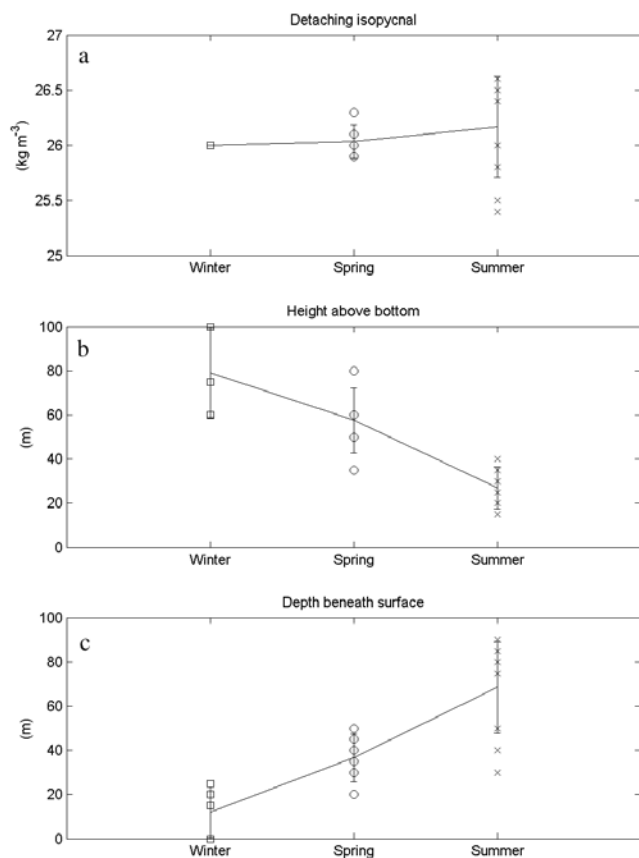 Detaching isopycnal
a
27
26.5
26
25.5
25
(kg m⁻³)
Winter Spring Summer
Height above bottom
b
100
80
60
40
20
0
(m)
Winter Spring Summer
Depth beneath surface
c
100
80
60
40
20
0
(m)
Winter Spring Summer